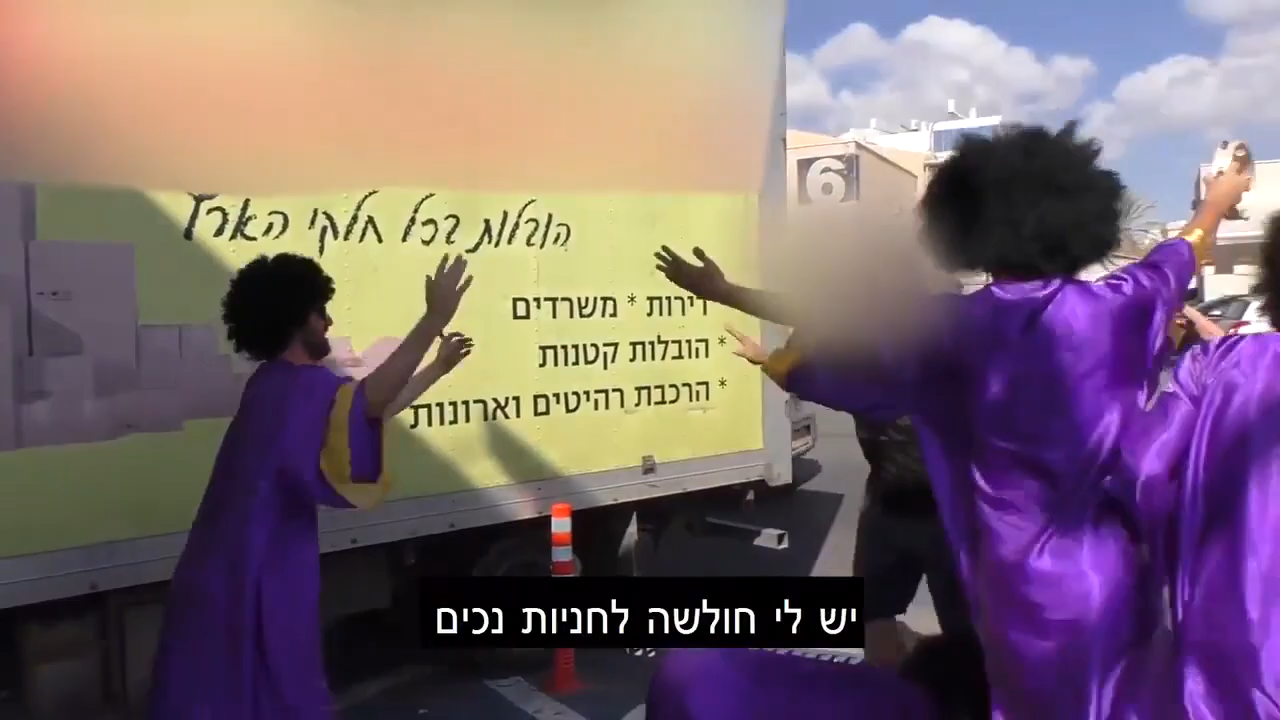 הובלות בכל חלקי הארץ
דירות * משרדים
* הובלות קטנות
* הרכבת רהיטים וארונות
6
יש לי חולשה לחניות נכים